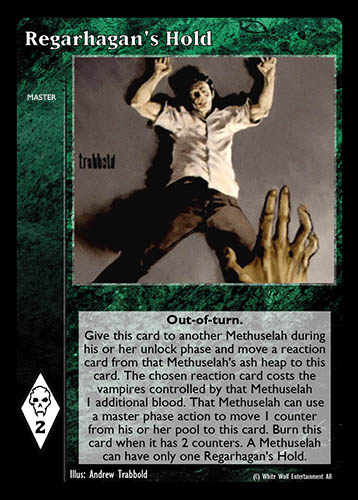 Regarhagan's Hold
MASTER
trabbold
Out-of-turn.
Give this card to another Methuselah during
his or her unlock phase and move a reaction
card from that Methuselah's ash heap to this
card. The chosen reaction card costs the
vampires controlled by that Methuselah
1 additional blood. That Methuselah can use
a master phase action to move 1 counter
from his or her pool to this card. Burn this
card when it has 2 counters. A Methuselah
can have only one Regarhagan's Hold.
2
Illus: Andrew Trabbold
(C) White Wolf Entertainment AB